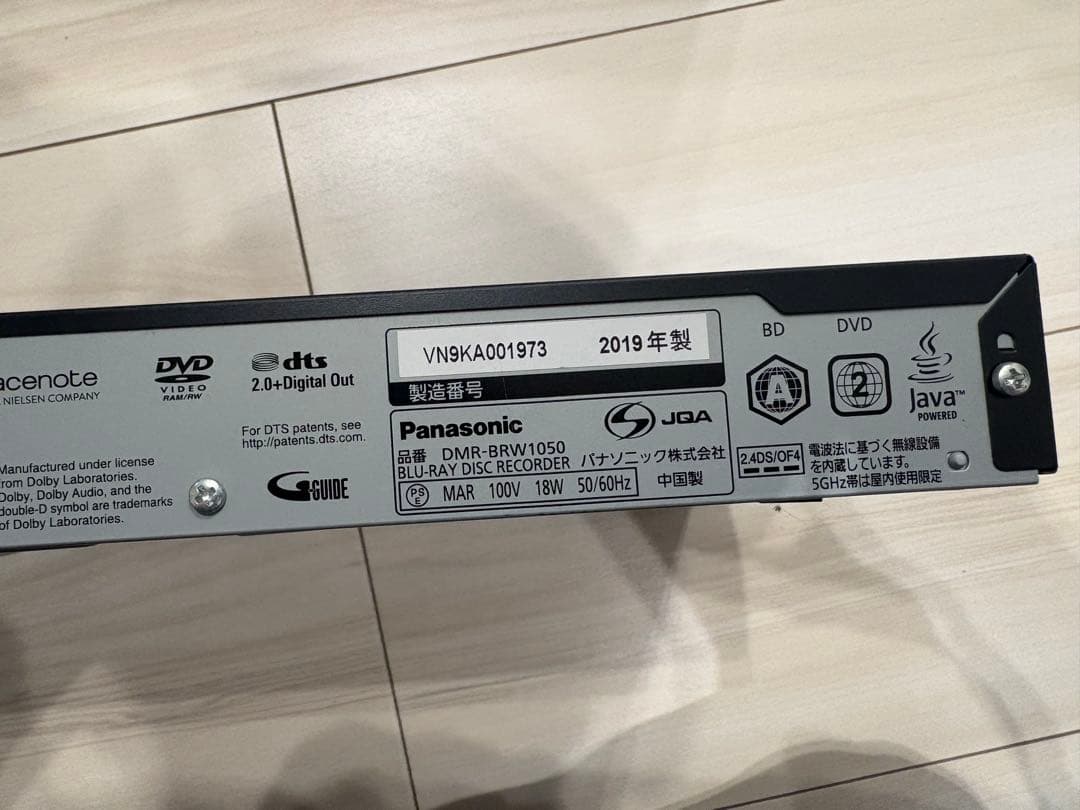 acenote
NIELSEN COMPANY
DVD
VIDEO
RAM/RW
dts
2.0+Digital Out
For DTS patents, see
http://patents.dts.com.
Manufactured under license
from Dolby Laboratories.
Dolby, Dolby Audio, and the
double-D symbol are trademarks
of Dolby Laboratories.
G-GUIDE
VN9KA001973 2019年製
製造番号
Panasonic JQA
品番 DMR-BRW1050
BLU-RAY DISC RECORDER パナソニック株式会社
PS E MAR 100V 18W 50/60Hz 中国製
BD
A
DVD
2
Java™
POWERED
2.4DS/OF4
電波法に基づく無線設備
を内蔵しています。
5GHz帯は屋内使用限定